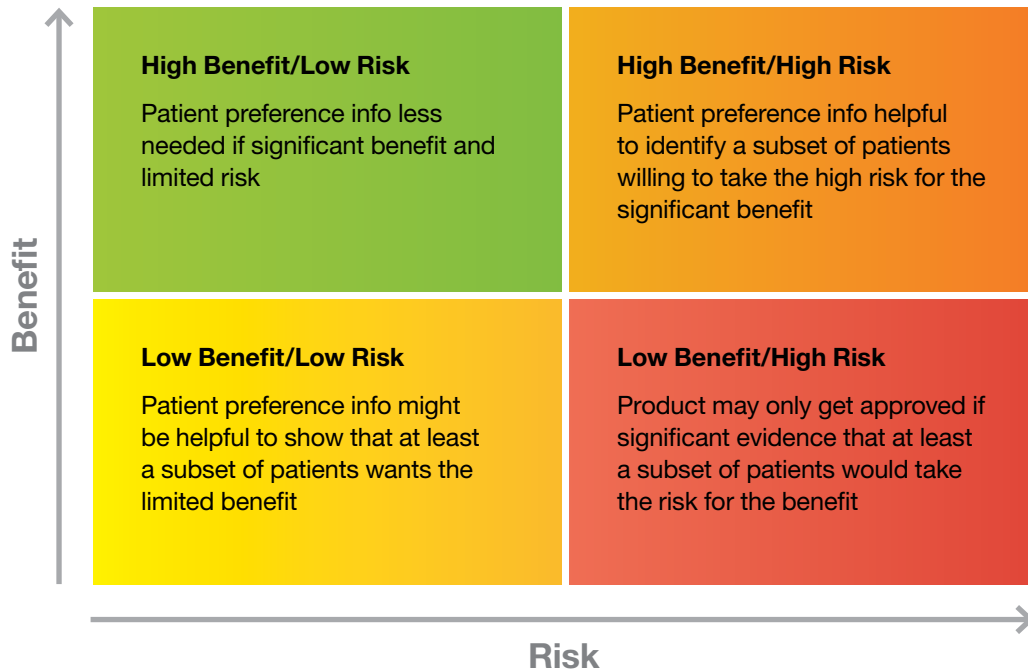 Benefit
High Benefit/Low Risk
Patient preference info less
needed if significant benefit and
limited risk
High Benefit/High Risk
Patient preference info helpful
to identify a subset of patients
willing to take the high risk for the
significant benefit
Low Benefit/Low Risk
Patient preference info might
be helpful to show that at least
a subset of patients wants the
limited benefit
Low Benefit/High Risk
Product may only get approved if
significant evidence that at least
a subset of patients would take
the risk for the benefit
Risk